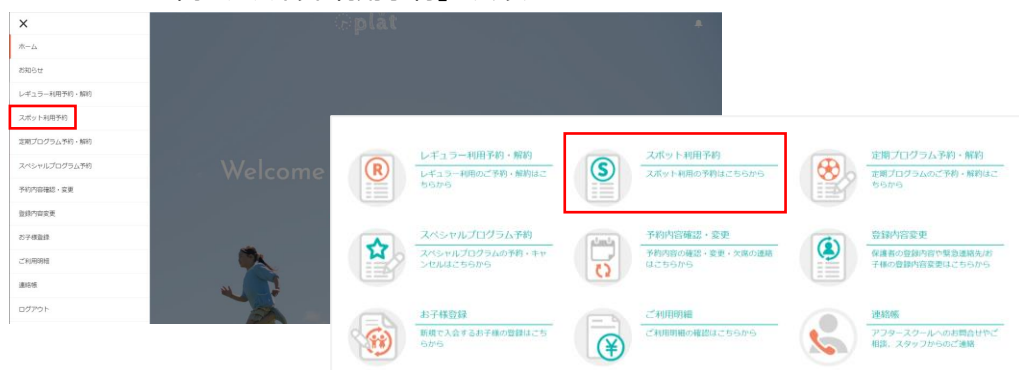 ×
plat
ホーム
お知らせ
レギュラー利用予約・解約
スポット利用予約
定期プログラム予約・解約
スペシャルプログラム予約
予約内容確認・変更
登録内容変更
お子様登録
ご利用明細
連絡帳
ログアウト
Welcome
R
レギュラー利用予約・解約
レギュラー利用のご予約・解約はこ
ちらから
S
スポット利用予約
スポット利用の予約はこちらから
定期プログラム予約・解約
定期プログラムのご予約・解約はこ
ちらから
スペシャルプログラム予約
スペシャルプログラムの予約・キャ
ンセルはこちらから
予約内容確認・変更
予約内容の確認・変更・欠席の連絡
はこちらから
登録内容変更
保護者の登録内容や緊急連絡先/お
子様の登録内容変更はこちらから
お子様登録
新規で入会するお子様の登録はこち
らから
¥
ご利用明細
ご利用明細の確認はこちらから
連絡帳
アフタースクールへのお問合せやご
相談、スタッフからのご連絡